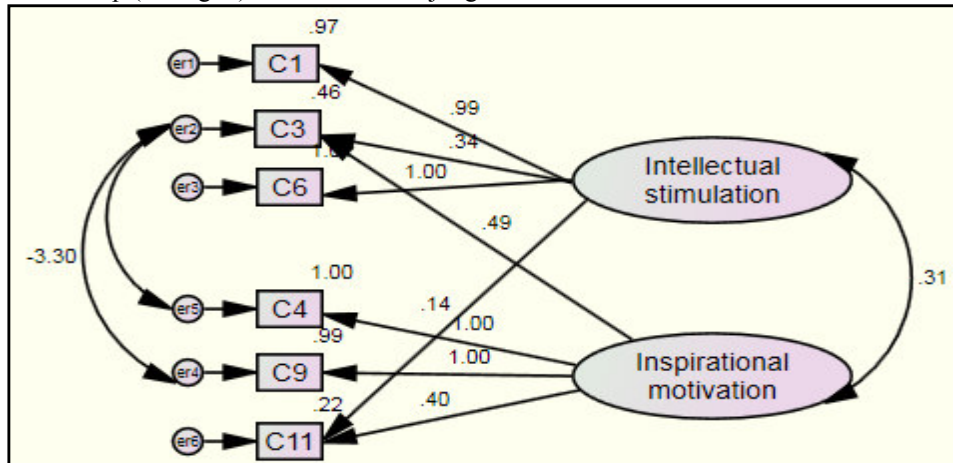 .97
er1
C1
.46
.99
er2
C3
.34
Intellectual
stimulation
1.00
er3
C6
.49
-3.30
.31
1.00
er5
C4
.14
1.00
.99
1.00
er4
C9
Inspirational
motivation
.22
.40
er6
C11